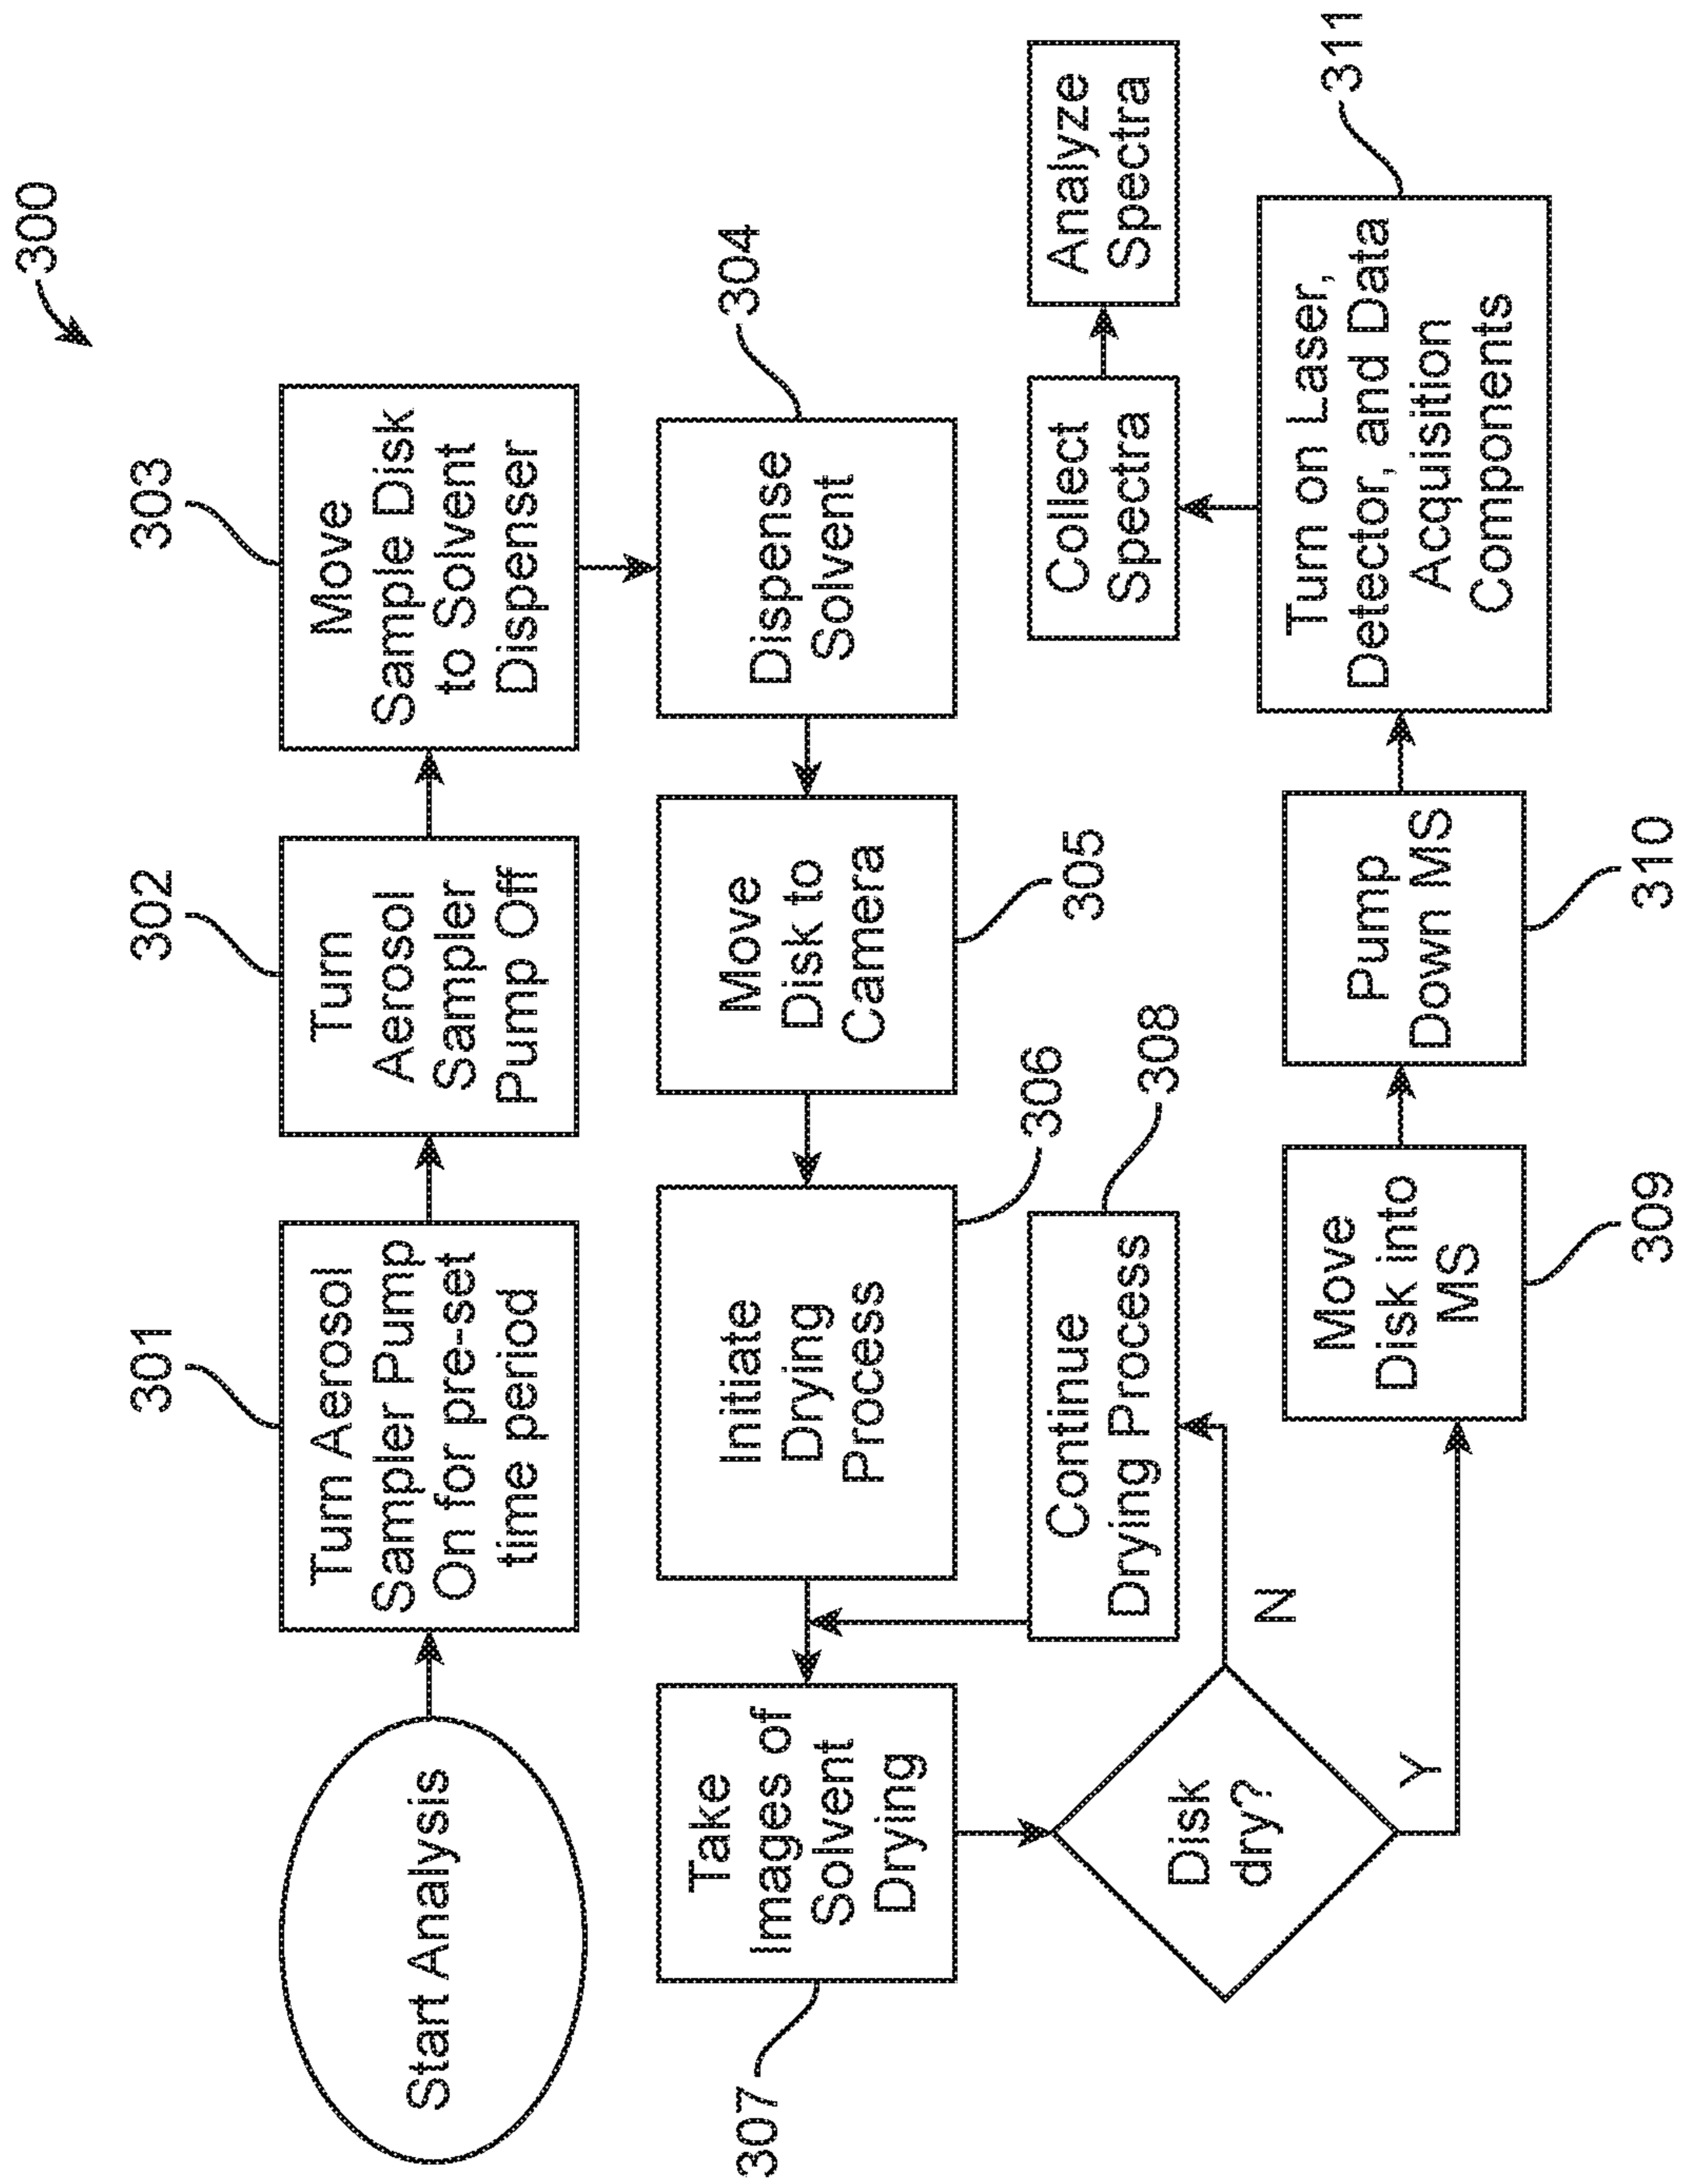 300
301
302
303
Start Analysis
Turn Aerosol
Sampler Pump
On for pre-set
time period
Turn
Aerosol
Sampler
Pump Off
Move
Sample Disk
to Solvent
Dispenser
304
Dispense
Solvent
Move
Disk to
Camera
305
Initiate
Drying
Process
306
Take
Images of
Solvent
Drying
307
Disk
dry?
N
Y
Continue
Drying Process
308
Move
Disk into
MS
309
Pump
Down MS
310
Turn on Laser,
Detector, and Data
Acquisition
Components
311
Collect
Spectra
Analyze
Spectra